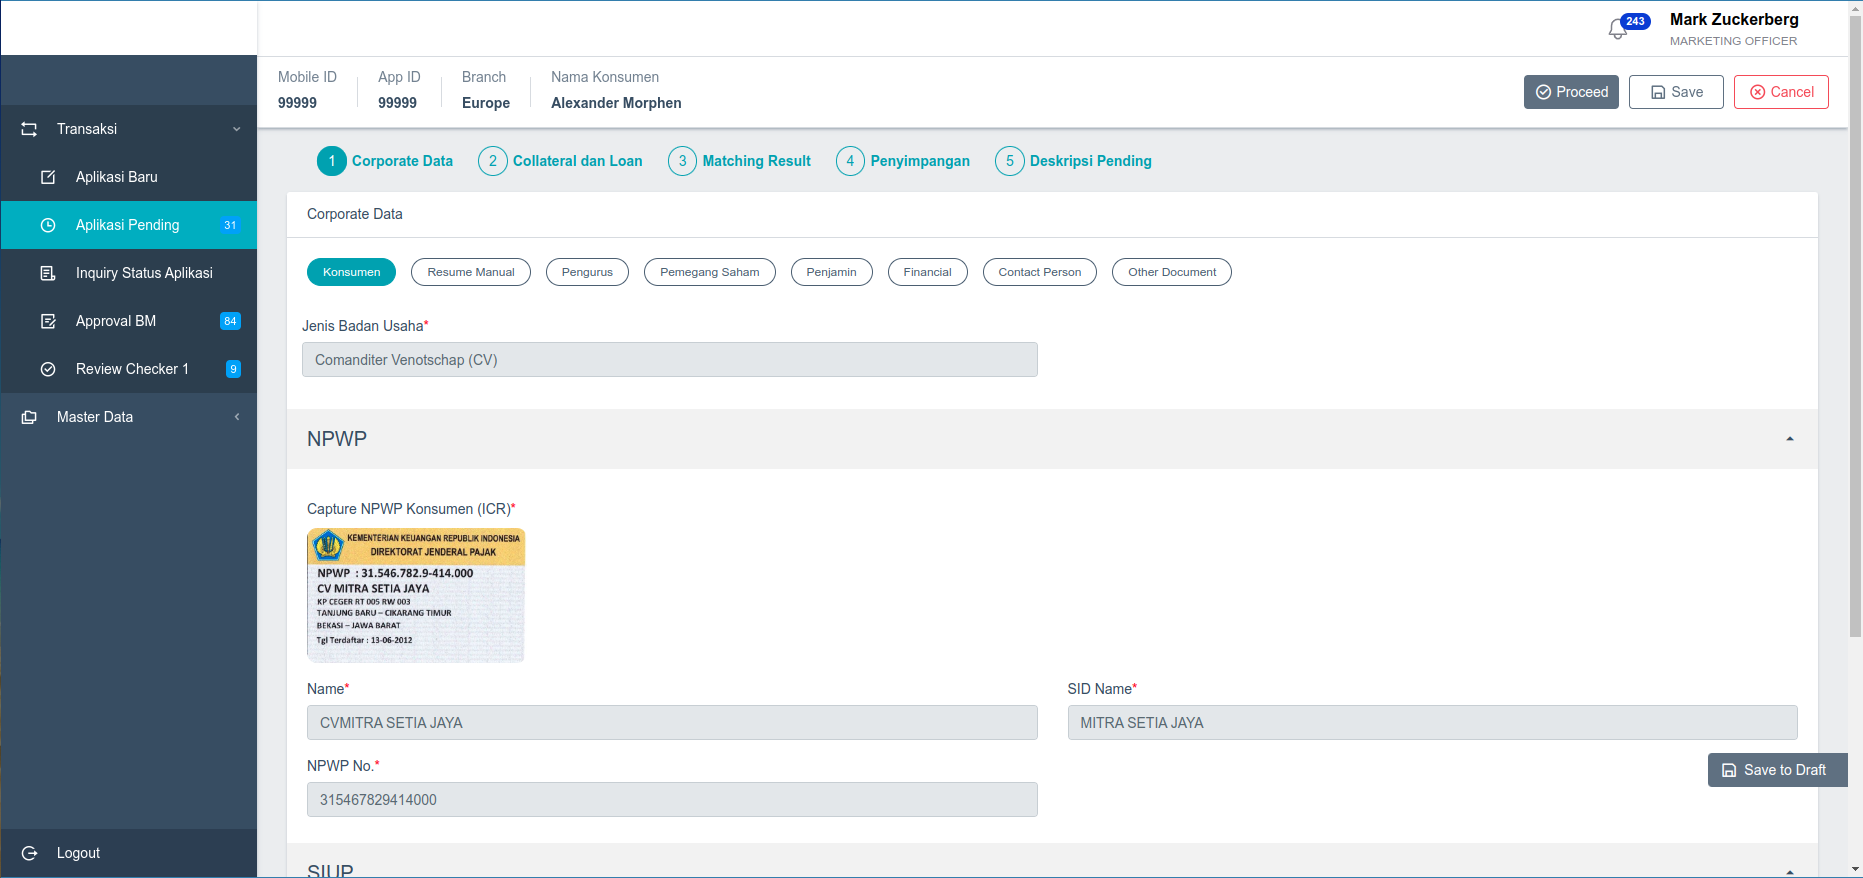 243
Mark Zuckerberg
MARKETING OFFICER
Mobile ID
99999
App ID
99999
Branch
Europe
Nama Konsumen
Alexander Morphen
Proceed
Save
Cancel
Transaksi
Aplikasi Baru
Aplikasi Pending 31
Inquiry Status Aplikasi
Approval BM 84
Review Checker 1 9
Master Data
Logout
1 Corporate Data
2 Collateral dan Loan
3 Matching Result
4 Penyimpangan
5 Deskripsi Pending
Corporate Data
Konsumen
Resume Manual
Pengurus
Pemegang Saham
Penjamin
Financial
Contact Person
Other Document
Jenis Badan Usaha*
Comanditer Venotschap (CV)
NPWP
Capture NPWP Konsumen (ICR)*
KEMENTERIAN KEUANGAN REPUBLIK INDONESIA
DIREKTORAT JENDERAL PAJAK
NPWP : 31.546.782.9-414.000
CV MITRA SETIA JAYA
KP CEGER RT 005 RW 003
TANJUNG BARU – CIKARANG TIMUR
BEKASI – JAWA BARAT
Tgl Terdaftar : 13-06-2012
Name*
CVMITRA SETIA JAYA
SID Name*
MITRA SETIA JAYA
NPWP No.*
315467829414000
Save to Draft
SIUP